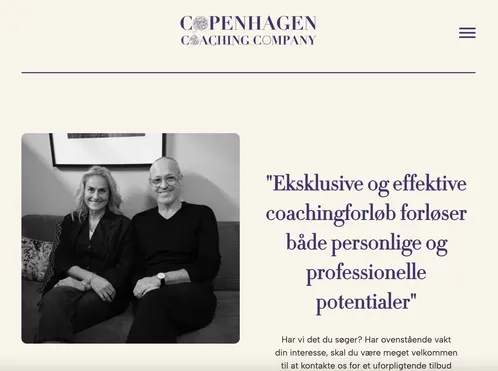 COPENHAGEN
COACHING COMPANY
"Eksklusive og effektive
coachingforløb forløser
både personlige og
professionelle
potentialer"
Har vi det du søger? Har ovenstående vakt
din interesse, skal du være meget velkommen
til at kontakte os for et uforpligtende tilbud